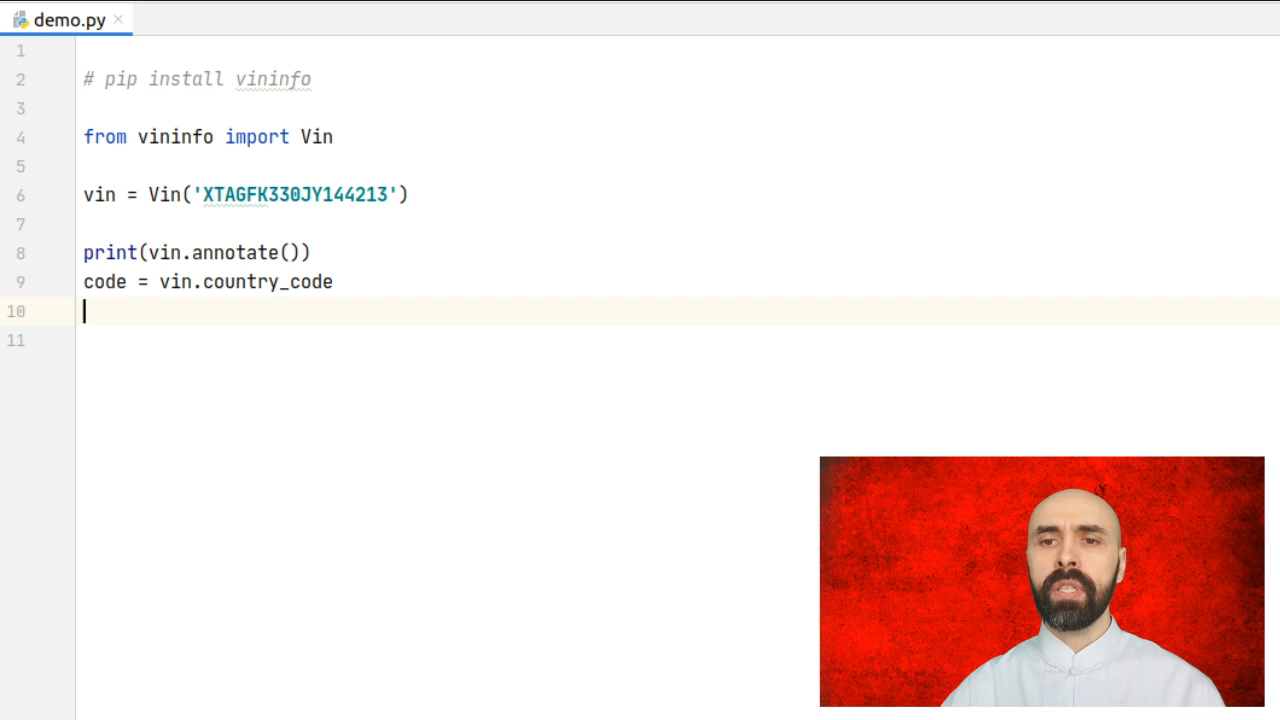 demo.py
1
2 # pip install vininfo
3
4 from vininfo import Vin
5
6 vin = Vin('XTAGFK330JY144213')
7
8 print(vin.annotate())
9 code = vin.country_code
10
11